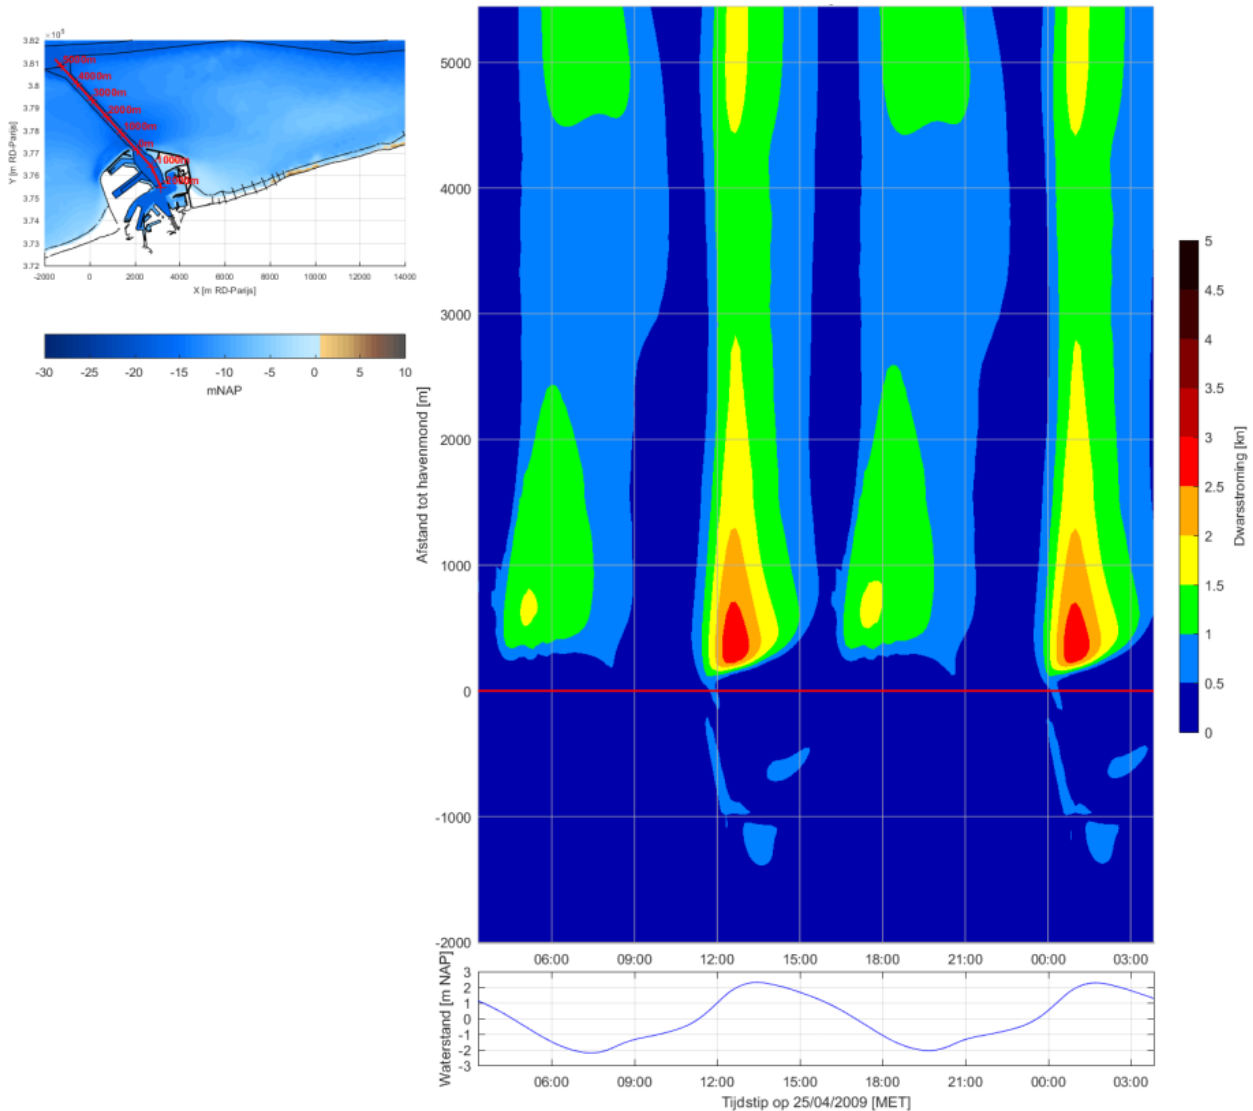 × 10⁵
3.82
3.81
3.8
3.79
3.78
3.77
3.76
3.75
3.74
3.73
3.72
Y [m RD-Parijs]
5000m
4000m
3000m
2000m
1000m
0m
-1000m
-2000m
-2000 0 2000 4000 6000 8000 10000 12000 14000
X [m RD-Parijs]
-30 -25 -20 -15 -10 -5 0 5 10
mNAP
5000
4000
3000
2000
1000
0
-1000
-2000
Afstand tot havenmond [m]
06:00 09:00 12:00 15:00 18:00 21:00 00:00 03:00
5
4.5
4
3.5
3
2.5
2
1.5
1
0.5
0
Dwarsstroming [kn]
3
2
1
0
-1
-2
-3
Waterstand [m NAP]
06:00 09:00 12:00 15:00 18:00 21:00 00:00 03:00
Tijdstip op 25/04/2009 [MET]